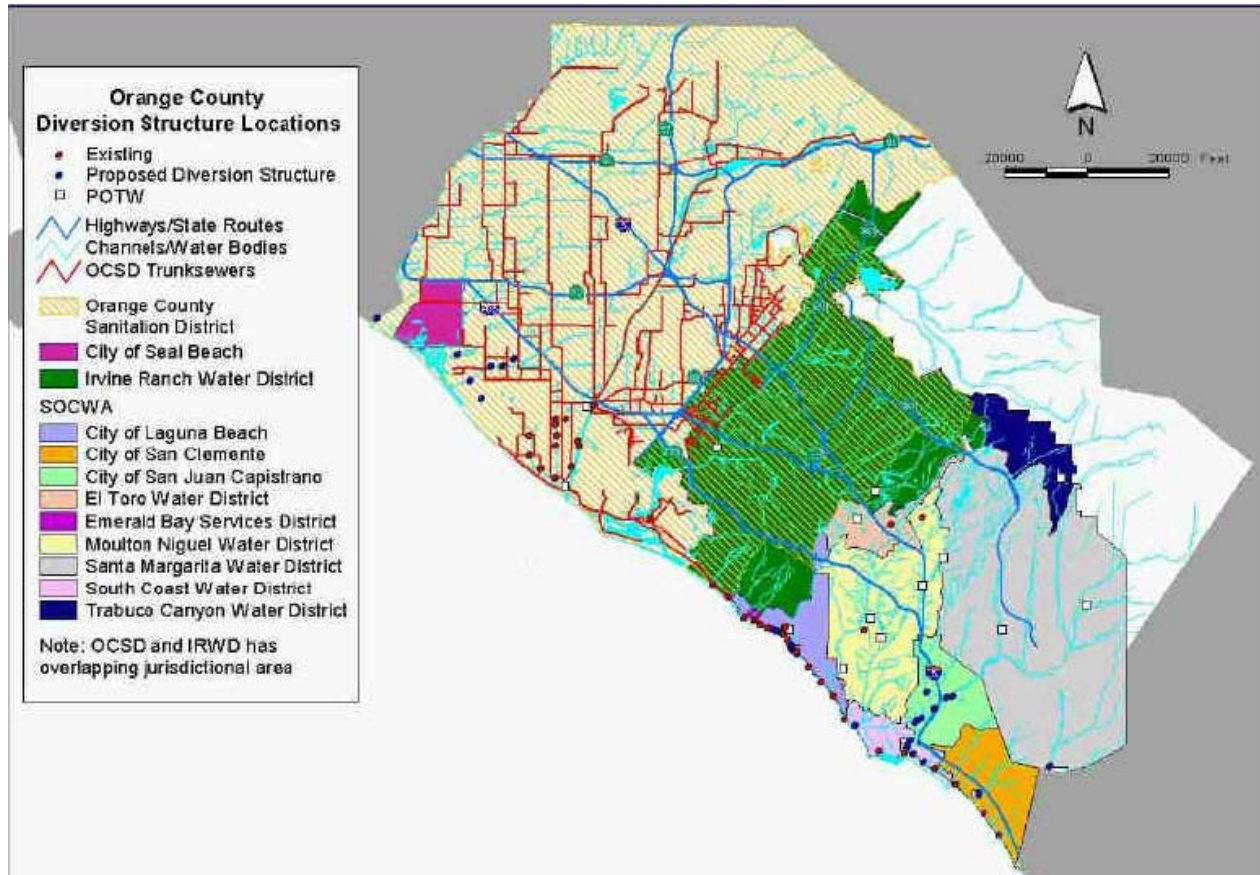 Orange County
Diversion Structure Locations
Existing
Proposed Diversion Structure
POTW
Highways/State Routes
Channels/Water Bodies
OCSD Trunksewers
Orange County
Sanitation District
City of Seal Beach
Irvine Ranch Water District
SOCWA
City of Laguna Beach
City of San Clemente
City of San Juan Capistrano
El Toro Water District
Emerald Bay Services District
Moulton Niguel Water District
Santa Margarita Water District
South Coast Water District
Trabuco Canyon Water District
Note: OCSD and IRWD has
overlapping jurisdictional area
N
20000 0 20000 Feet